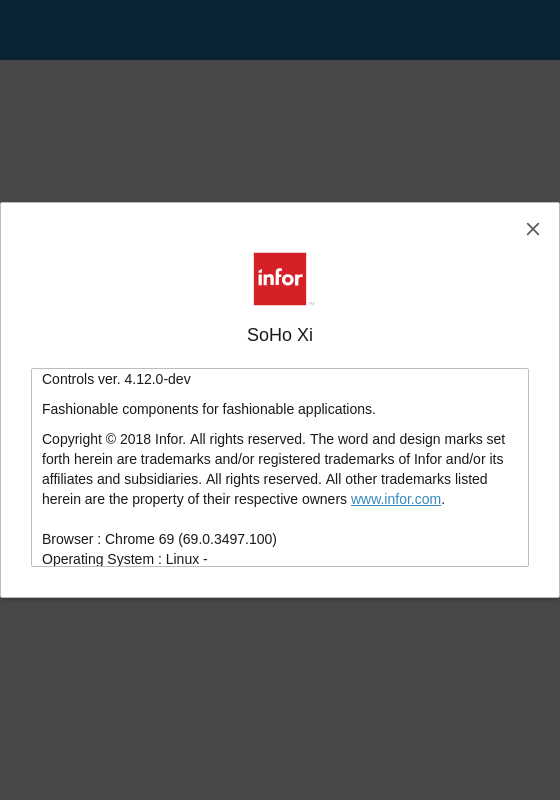 infor
TM
SoHo Xi
Controls ver. 4.12.0-dev
Fashionable components for fashionable applications.
Copyright © 2018 Infor. All rights reserved. The word and design marks set
forth herein are trademarks and/or registered trademarks of Infor and/or its
affiliates and subsidiaries. All rights reserved. All other trademarks listed
herein are the property of their respective owners www.infor.com.
Browser : Chrome 69 (69.0.3497.100)
Operating System : Linux -